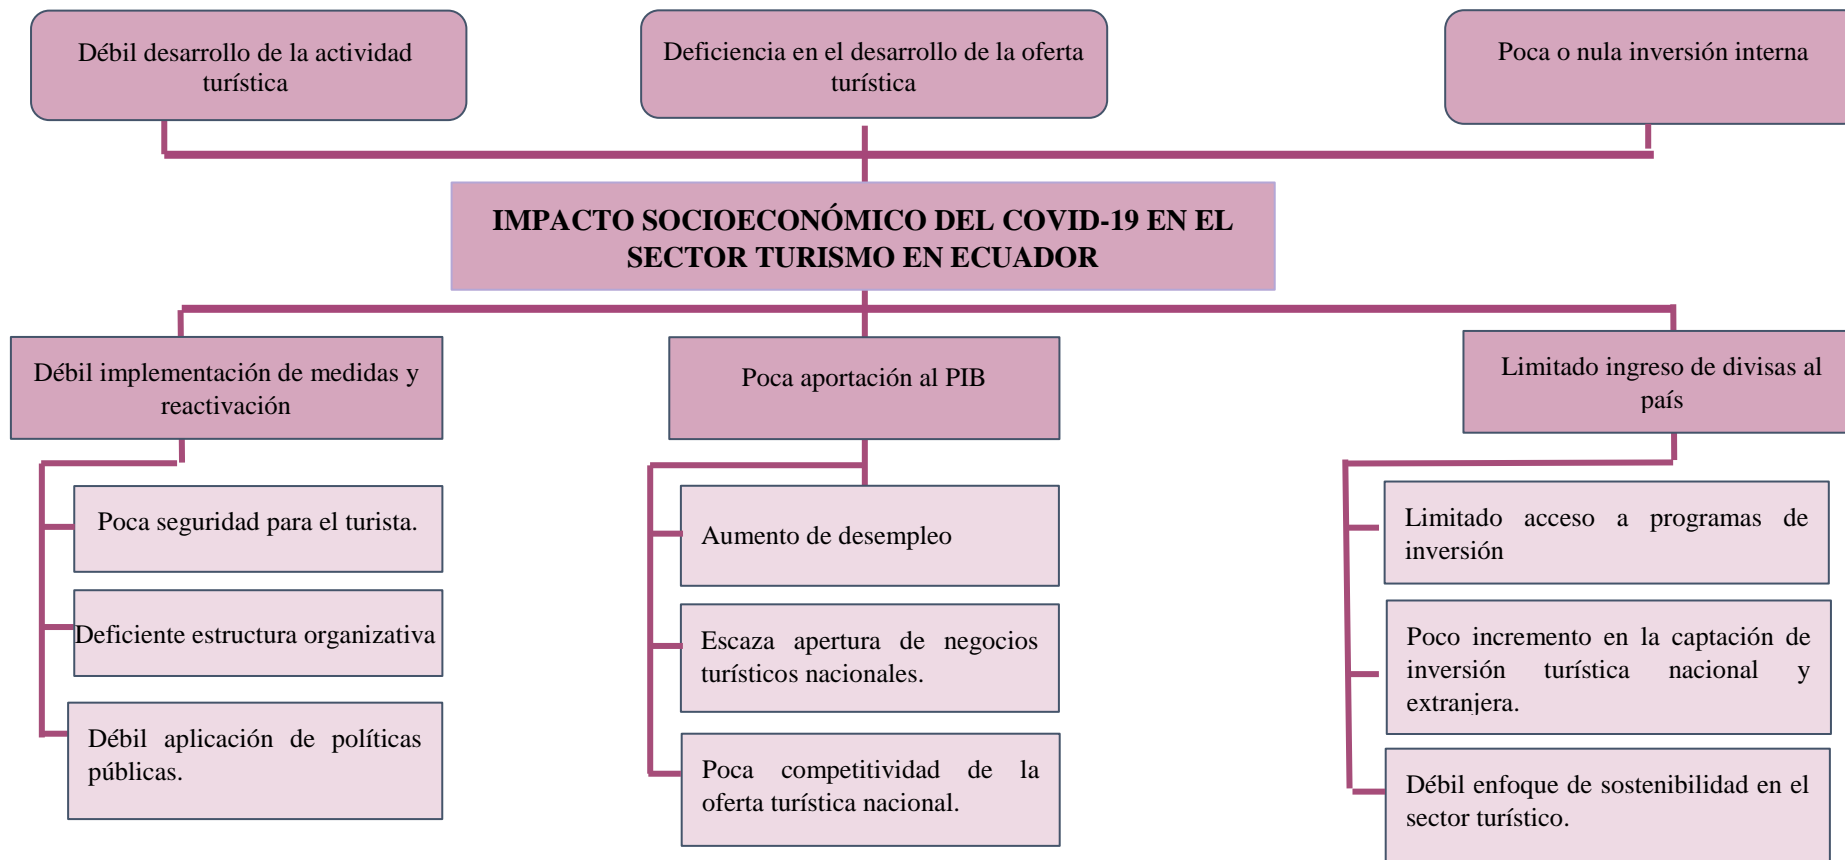 Débil desarrollo de la actividad
turística
Deficiencia en el desarrollo de la oferta
turística
Poca o nula inversión interna
IMPACTO SOCIOECONÓMICO DEL COVID-19 EN EL
SECTOR TURISMO EN ECUADOR
Débil implementación de medidas y
reactivación
Poca aportación al PIB
Limitado ingreso de divisas al
país
Poca seguridad para el turista.
Deficiente estructura organizativa
Débil aplicación de políticas
públicas.
Aumento de desempleo
Escaza apertura de negocios
turísticos nacionales.
Poca competitividad de la
oferta turística nacional.
Limitado acceso a programas de
inversión
Poco incremento en la captación de
inversión turística nacional y
extranjera.
Débil enfoque de sostenibilidad en el
sector turístico.